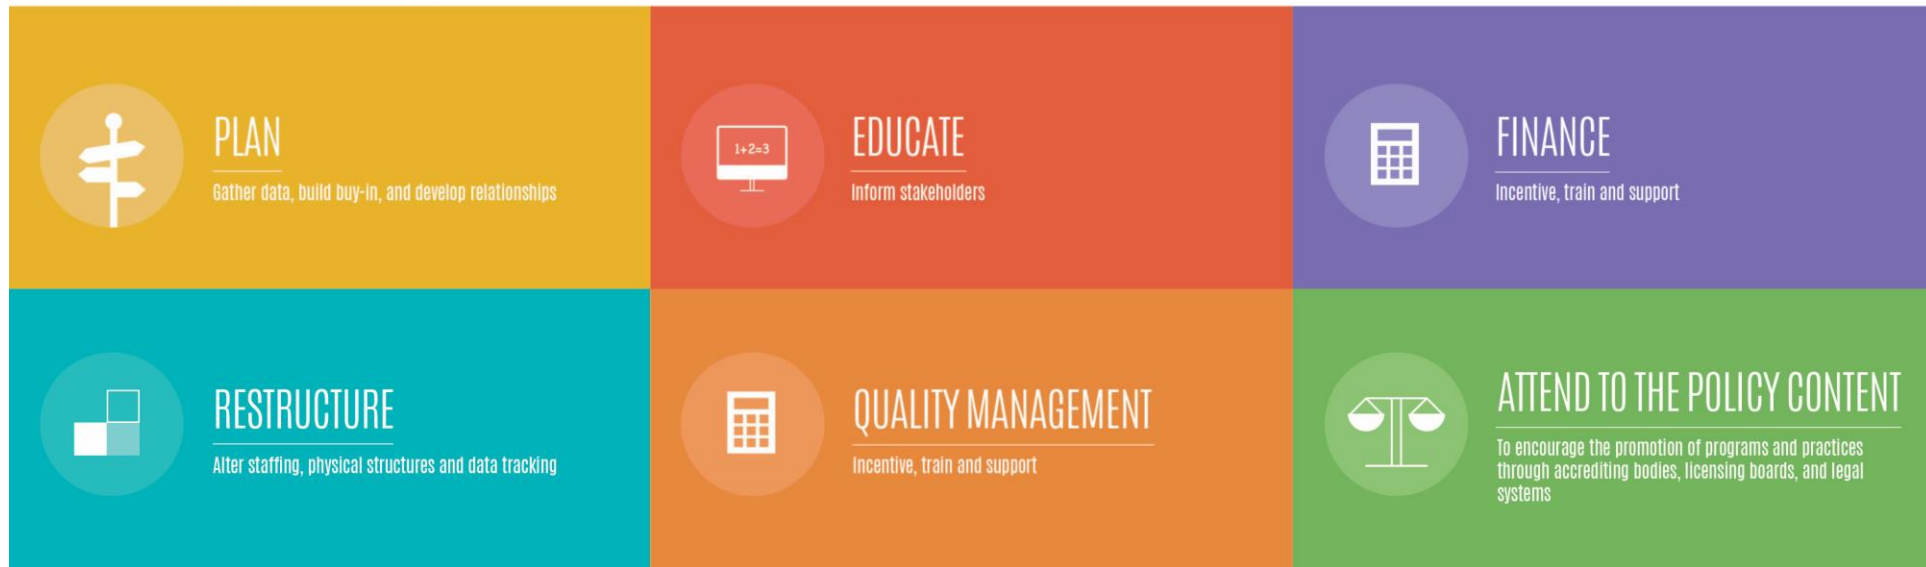 PLAN
Gather data, build buy-in, and develop relationships
1+2=3
EDUCATE
Inform stakeholders
FINANCE
Incentive, train and support
RESTRUCTURE
Alter staffing, physical structures and data tracking
QUALITY MANAGEMENT
Incentive, train and support
ATTEND TO THE POLICY CONTENT
To encourage the promotion of programs and practices
through accrediting bodies, licensing boards, and legal
systems